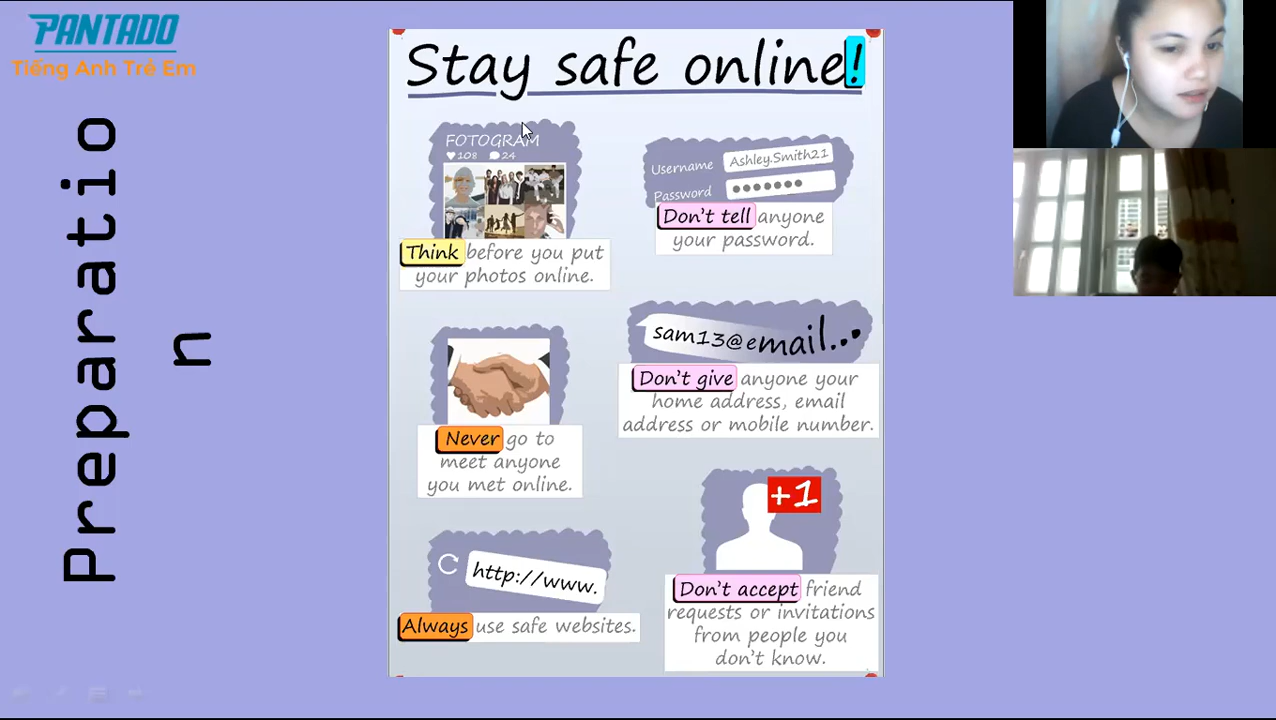 PANTADO
Tiếng Anh Trẻ Em
Preparatio
n
Stay safe online!
FOTOGRAM
108 24
Think before you put
your photos online.
Username Ashley.Smith21
Password
Don't tell anyone
your password.
Never go to
meet anyone
you met online.
sam13@email...
Don't give anyone your
home address, email
address or mobile number.
http://www.
Always use safe websites.
+1
Don't accept friend
requests or invitations
from people you
don't know.